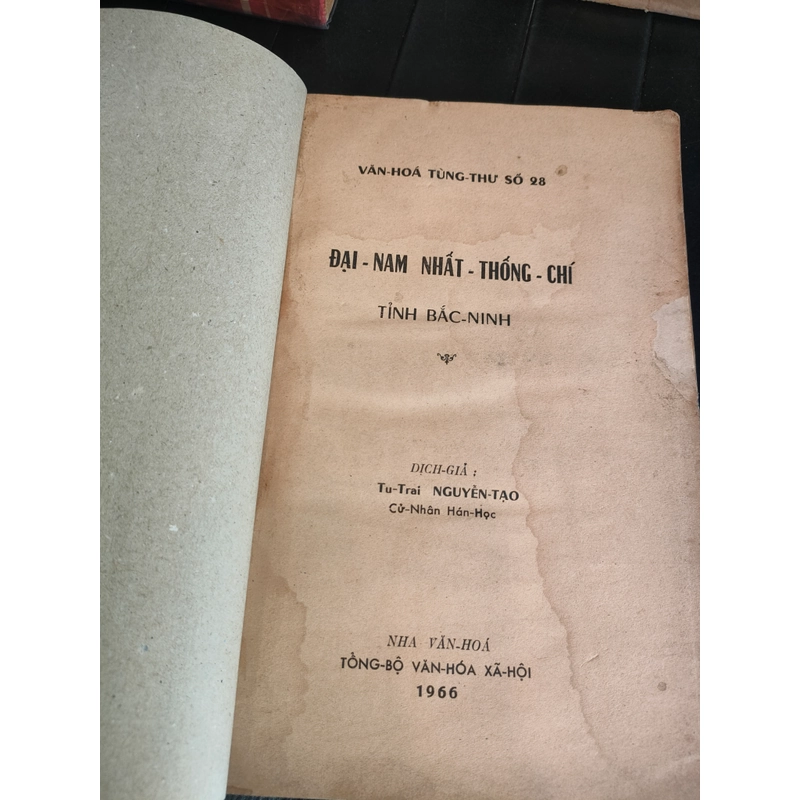 VĂN-HOÁ TÙNG-THƯ SỐ 28
ĐẠI - NAM NHẤT - THỐNG - CHÍ
TỈNH BẮC-NINH
DỊCH-GIẢ :
Tu-Trai NGUYỄN-TẠO
Cử-Nhân Hán-Học
NHA VĂN-HOÁ
TỔNG-BỘ VĂN-HÓA XÃ-HỘI
1966